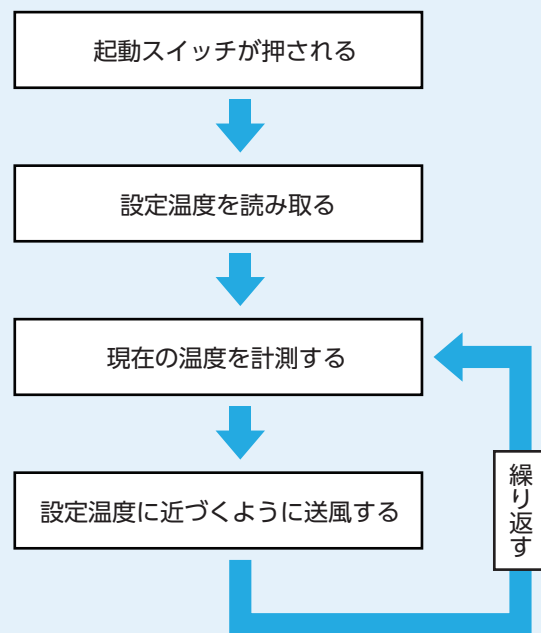 起動スイッチが押される
設定温度を読み取る
現在の温度を計測する
設定温度に近づくように送風する
繰り返す